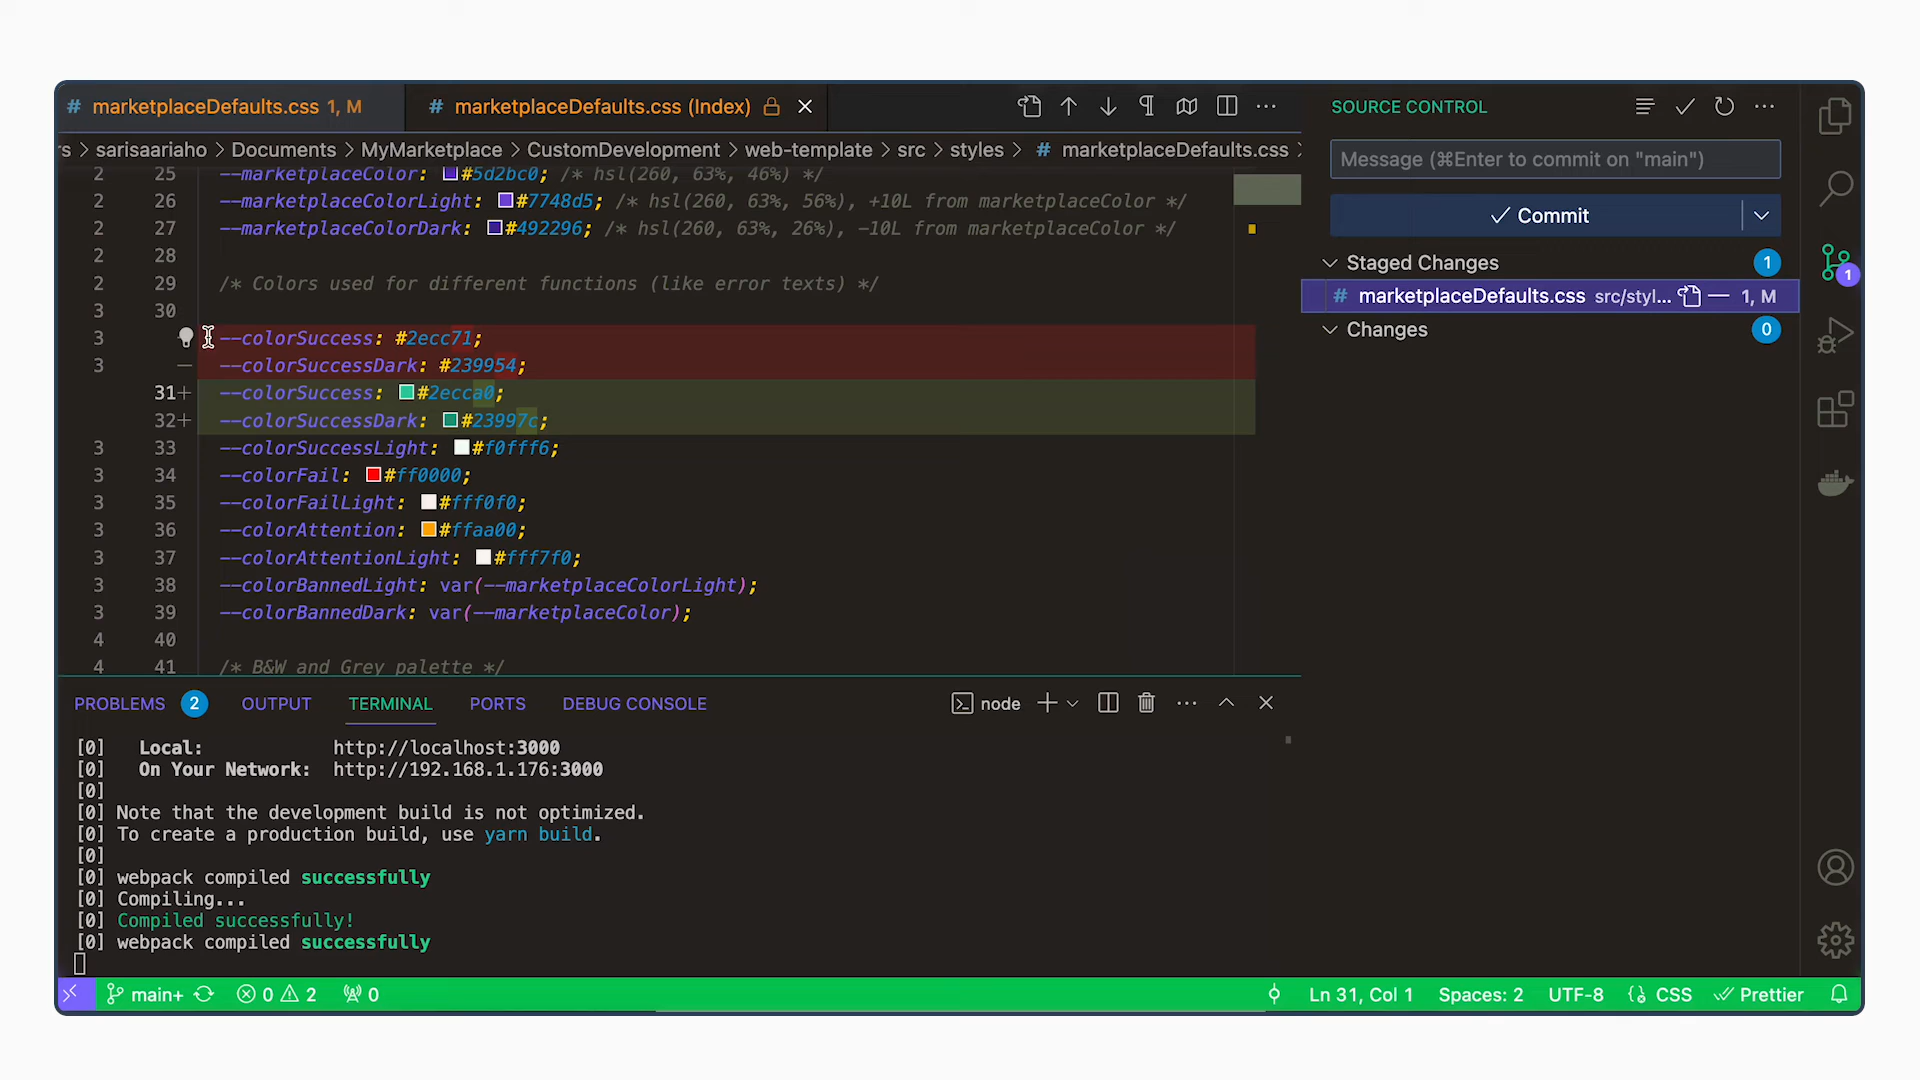 # marketplaceDefaults.css 1, M
# marketplaceDefaults.css (Index)
rs > sarisaariaho > Documents > MyMarketplace > CustomDevelopment > web-template > src > styles > # marketplaceDefaults.css >
2 25 --marketplaceColor: #5d2bc0; /* hsl(260, 63%, 46%) */
2 26 --marketplaceColorLight: #7748d5; /* hsl(260, 63%, 56%), +10L from marketplaceColor */
2 27 --marketplaceColorDark: #492296; /* hsl(260, 63%, 26%), -10L from marketplaceColor */
2 28
2 29 /* Colors used for different functions (like error texts) */
3 30
3 --colorSuccess: #2ecc71;
3 — --colorSuccessDark: #239954;
31+ --colorSuccess: #2ecca0;
32+ --colorSuccessDark: #23997c;
3 33 --colorSuccessLight: #f0fff6;
3 34 --colorFail: #ff0000;
3 35 --colorFailLight: #fff0f0;
3 36 --colorAttention: #ffaa00;
3 37 --colorAttentionLight: #fff7f0;
3 38 --colorBannedLight: var(--marketplaceColorLight);
3 39 --colorBannedDark: var(--marketplaceColor);
4 40
4 41 /* B&W and Grey palette */
SOURCE CONTROL
Message (⌘Enter to commit on "main")
Commit
Staged Changes 1
# marketplaceDefaults.css src/styl... 1, M
Changes 0
1
PROBLEMS 2 OUTPUT TERMINAL PORTS DEBUG CONSOLE
node
[0] Local: http://localhost:3000
[0] On Your Network: http://192.168.1.176:3000
[0]
[0] Note that the development build is not optimized.
[0] To create a production build, use yarn build.
[0]
[0] webpack compiled successfully
[0] Compiling...
[0] Compiled successfully!
[0] webpack compiled successfully
main+ 0 2 0
Ln 31, Col 1 Spaces: 2 UTF-8 CSS Prettier